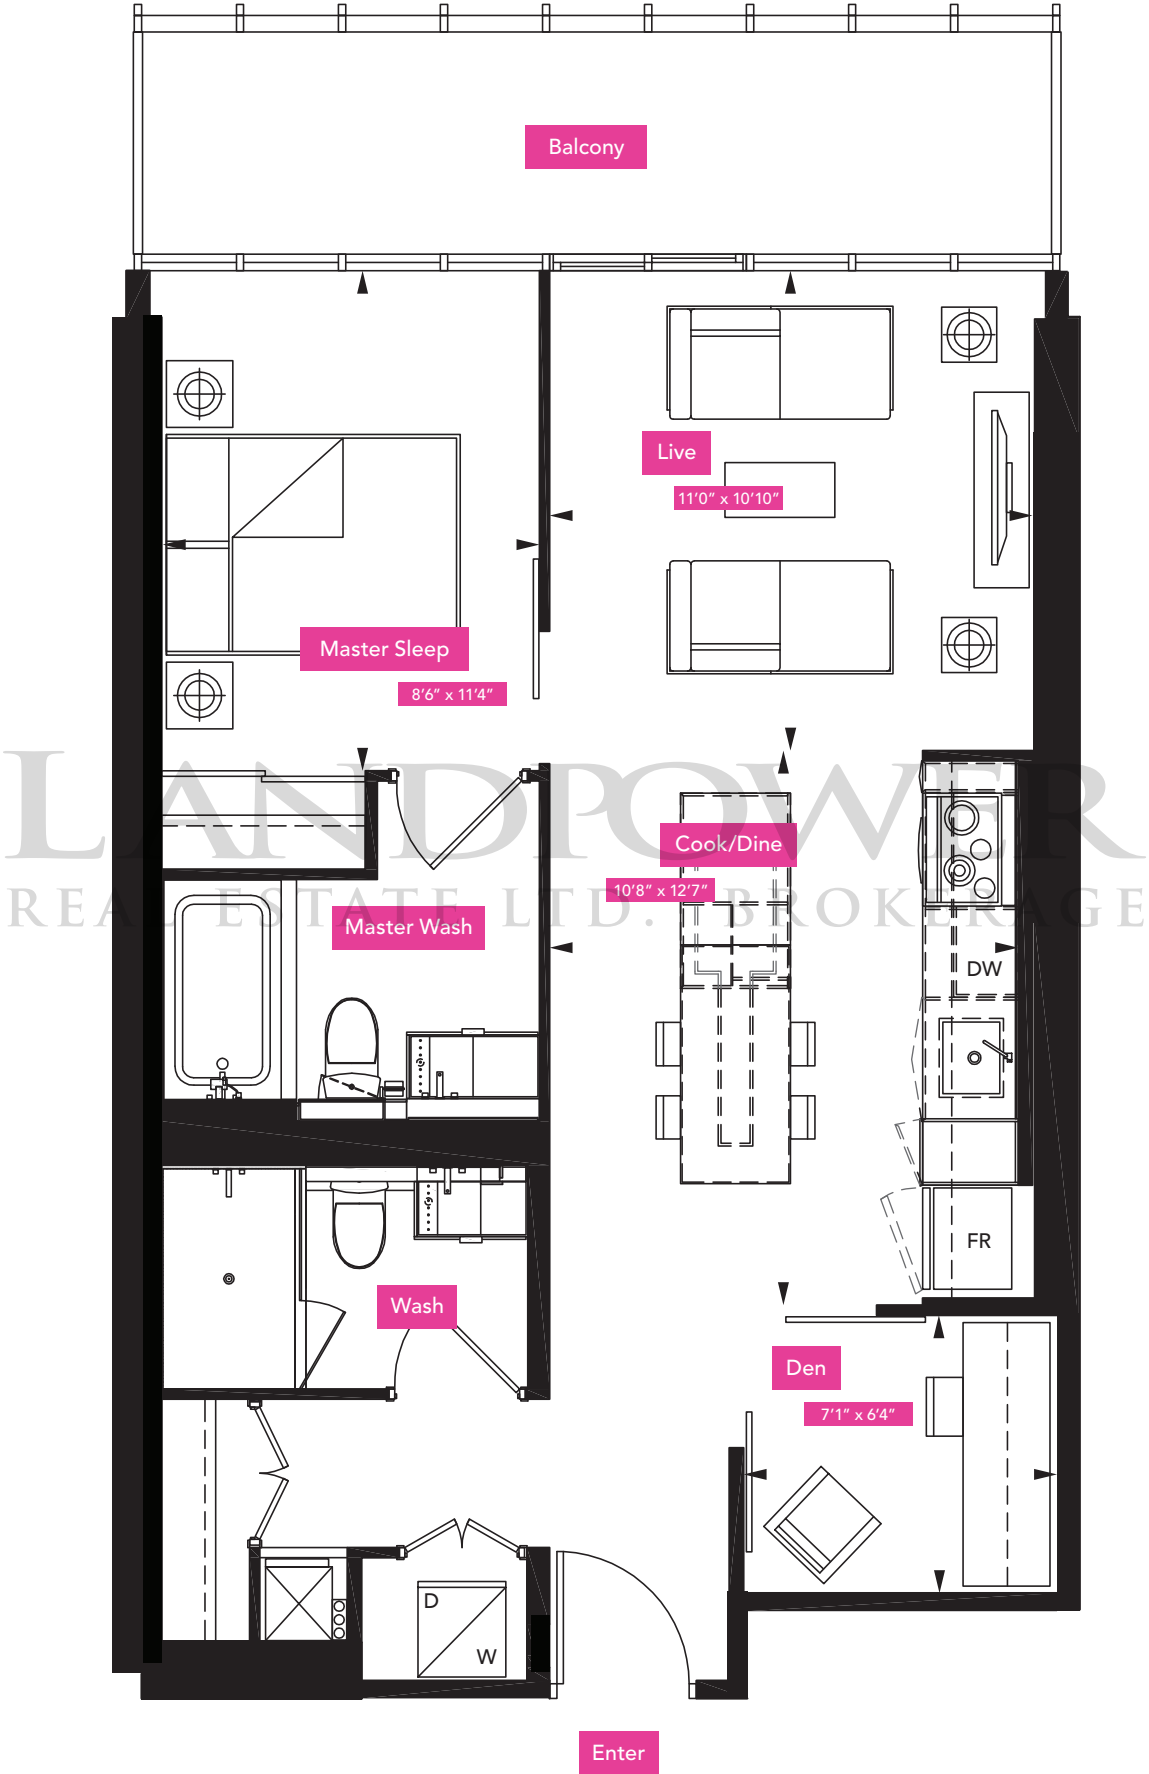 Balcony
Live
11'0" x 10'10"
Master Sleep
8'6" x 11'4"
LANDPOWER
REAL ESTATE LTD. BROKERAGE
Cook/Dine
10'8" x 12'7"
Master Wash
DW
FR
Wash
Den
7'1" x 6'4"
D
W
Enter